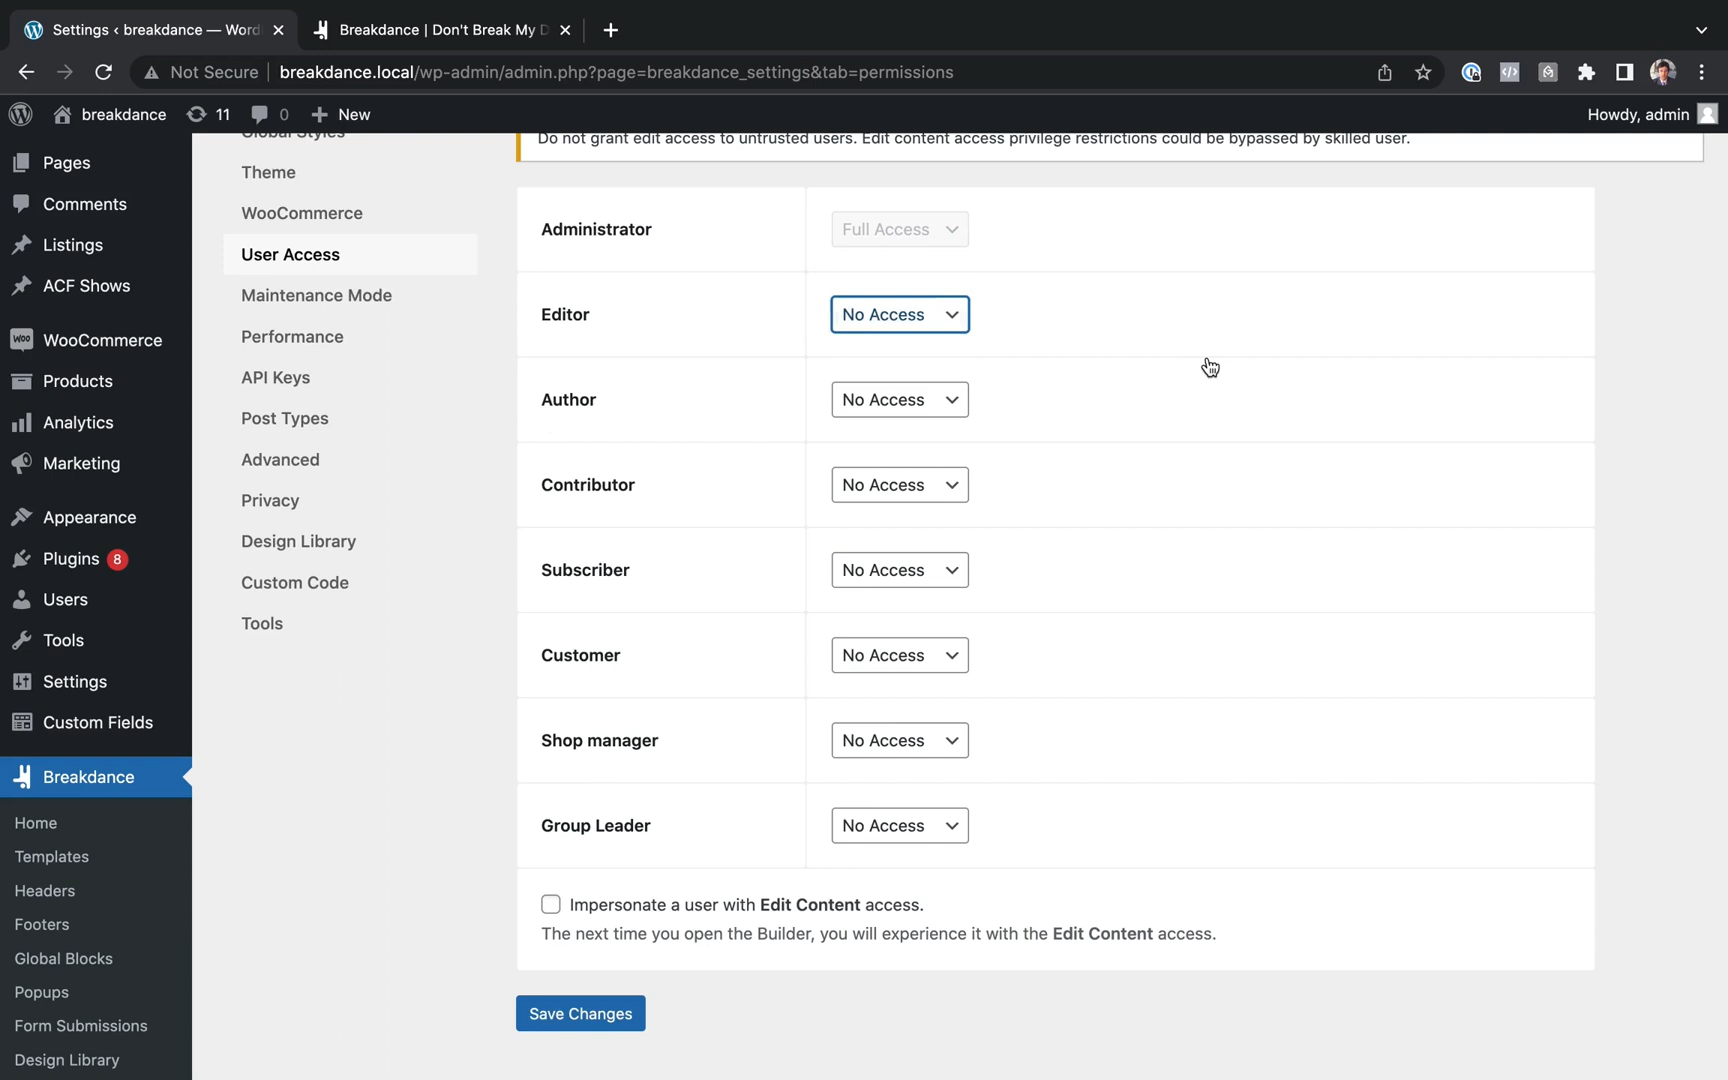 Settings ‹ breakdance — Word
Breakdance | Don't Break My D
Not Secure
breakdance.local/wp-admin/admin.php?page=breakdance_settings&tab=permissions
breakdance
11
0
New
Howdy, admin
Pages
Comments
Listings
ACF Shows
WooCommerce
Products
Analytics
Marketing
Appearance
Plugins 8
Users
Tools
Settings
Custom Fields
Breakdance
Home
Templates
Headers
Footers
Global Blocks
Popups
Form Submissions
Design Library
Global Styles
Theme
WooCommerce
User Access
Maintenance Mode
Performance
API Keys
Post Types
Advanced
Privacy
Design Library
Custom Code
Tools
Do not grant edit access to untrusted users. Edit content access privilege restrictions could be bypassed by skilled user.
Administrator Full Access
Editor No Access
Author No Access
Contributor No Access
Subscriber No Access
Customer No Access
Shop manager No Access
Group Leader No Access
Impersonate a user with Edit Content access.
The next time you open the Builder, you will experience it with the Edit Content access.
Save Changes